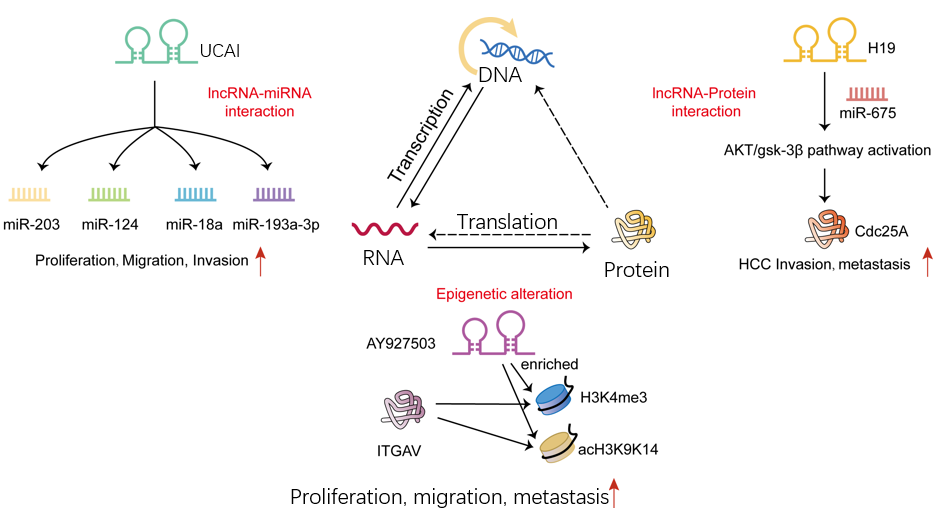 UCAI
lncRNA-miRNA
interaction
miR-203
miR-124
miR-18a
miR-193a-3p
Proliferation, Migration, Invasion
DNA
Transcription
Translation
RNA
Protein
lncRNA-Protein
interaction
H19
miR-675
AKT/gsk-3β pathway activation
Cdc25A
HCC Invasion, metastasis
Epigenetic alteration
AY927503
enriched
H3K4me3
ITGAV
acH3K9K14
Proliferation, migration, metastasis